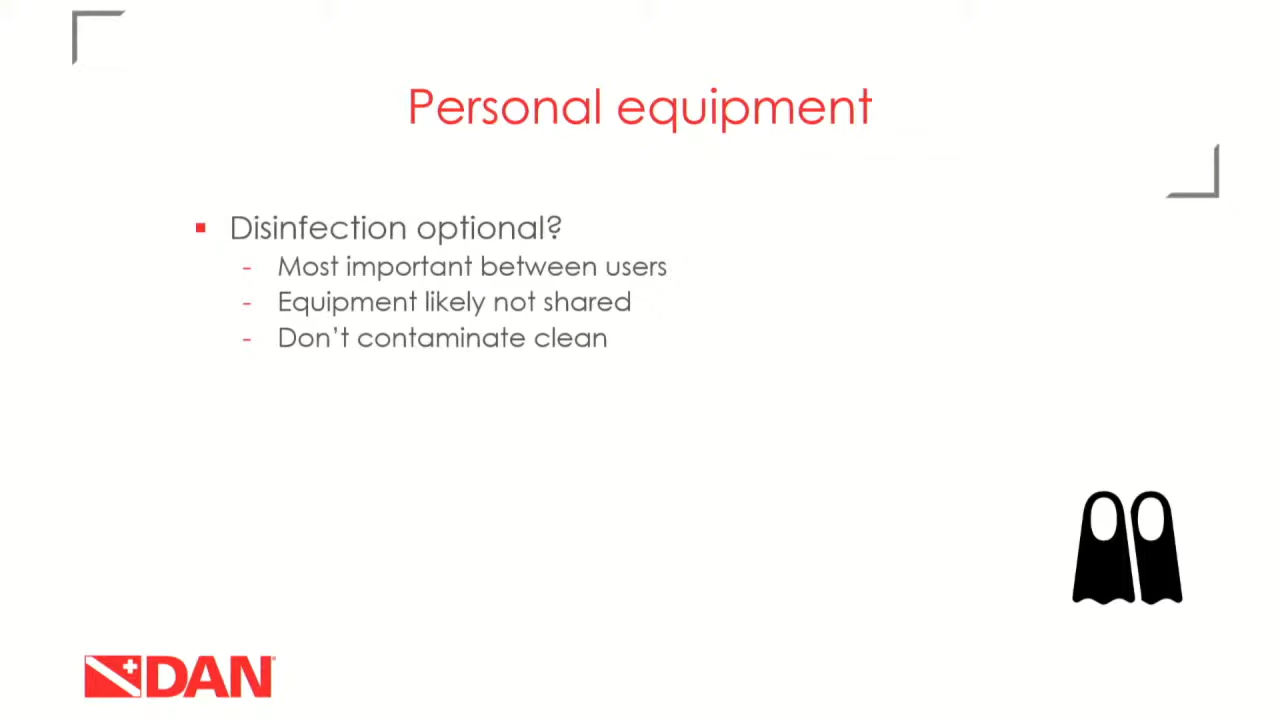 Personal equipment
Disinfection optional?
- Most important between users
- Equipment likely not shared
- Don't contaminate clean
DAN